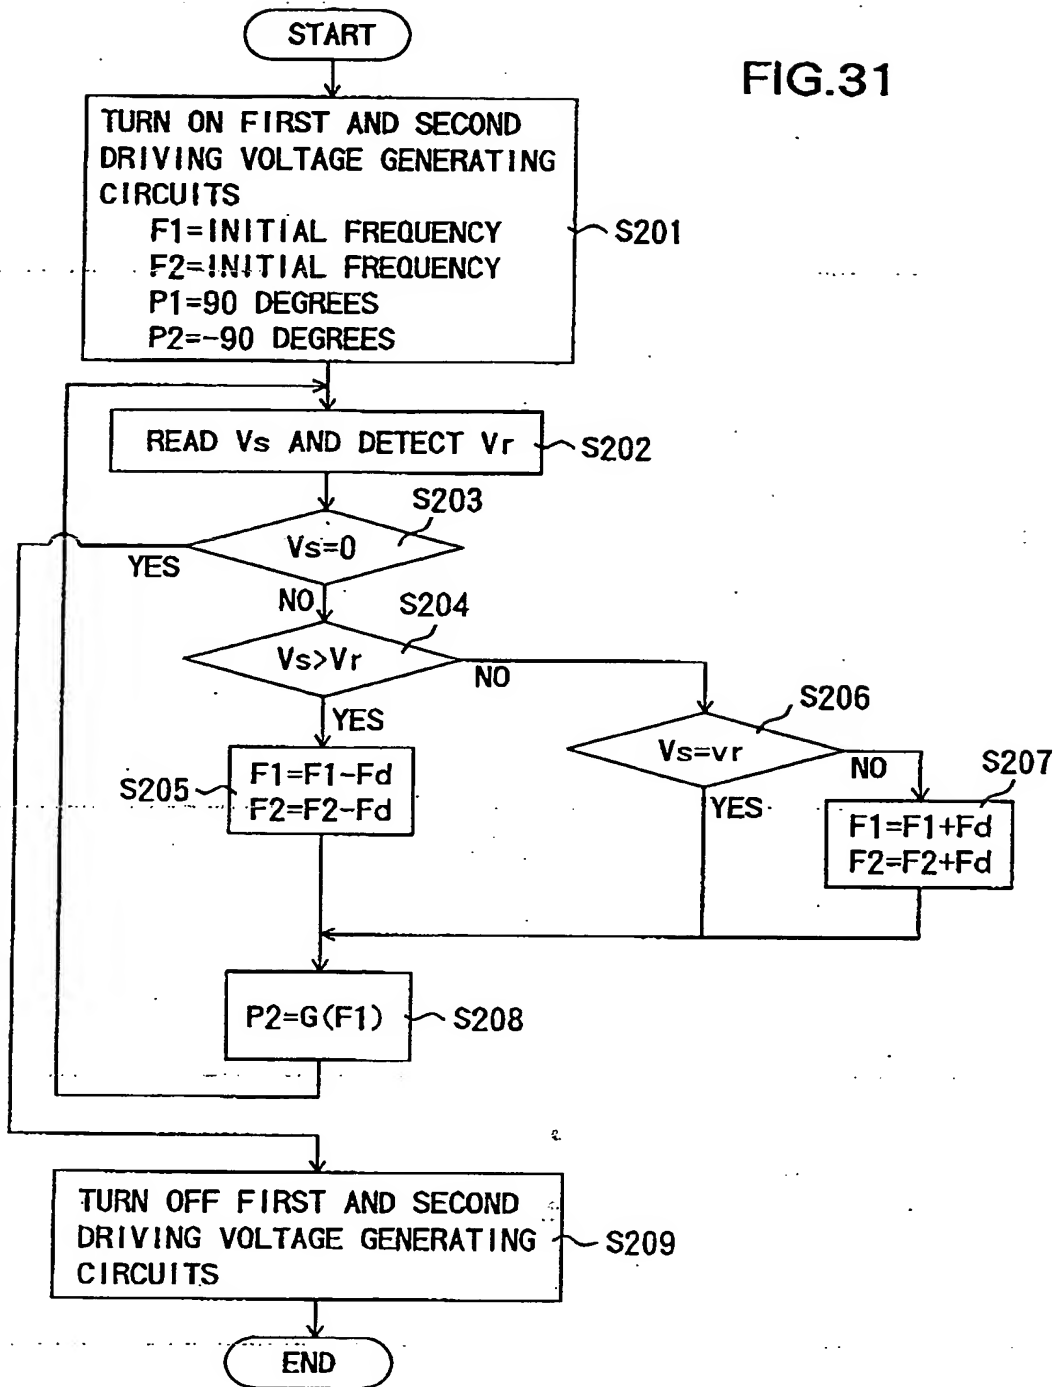 START
FIG.31
TURN ON FIRST AND SECOND
DRIVING VOLTAGE GENERATING
CIRCUITS
F1=INITIAL FREQUENCY
F2=INITIAL FREQUENCY
P1=90 DEGREES
P2=-90 DEGREES
S201
READ Vs AND DETECT Vr
S202
S203
Vs=0
YES
NO
S204
Vs>Vr
NO
YES
S206
Vs=vr
NO
YES
S205
F1=F1-Fd
F2=F2-Fd
S207
F1=F1+Fd
F2=F2+Fd
P2=G(F1)
S208
TURN OFF FIRST AND SECOND
DRIVING VOLTAGE GENERATING
CIRCUITS
S209
END